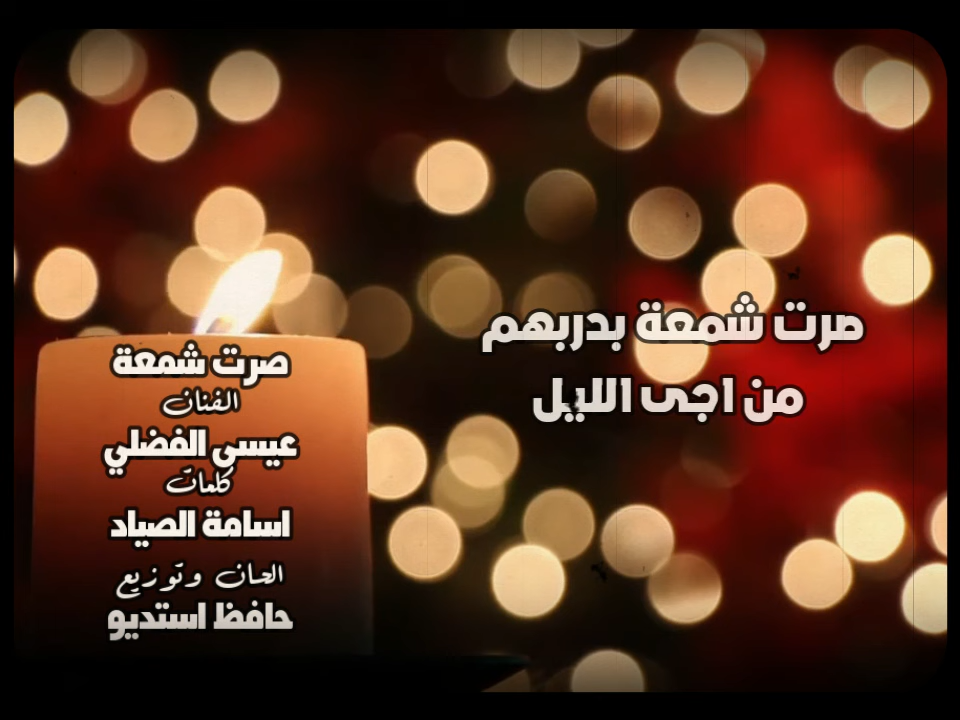 صرت شمعة بدربهم
من اجى الليل
صرت شمعة
الفنان
عيسى الفضلي
كلمات
اسامة الصياد
الحان وتوزيع
حافظ استديو